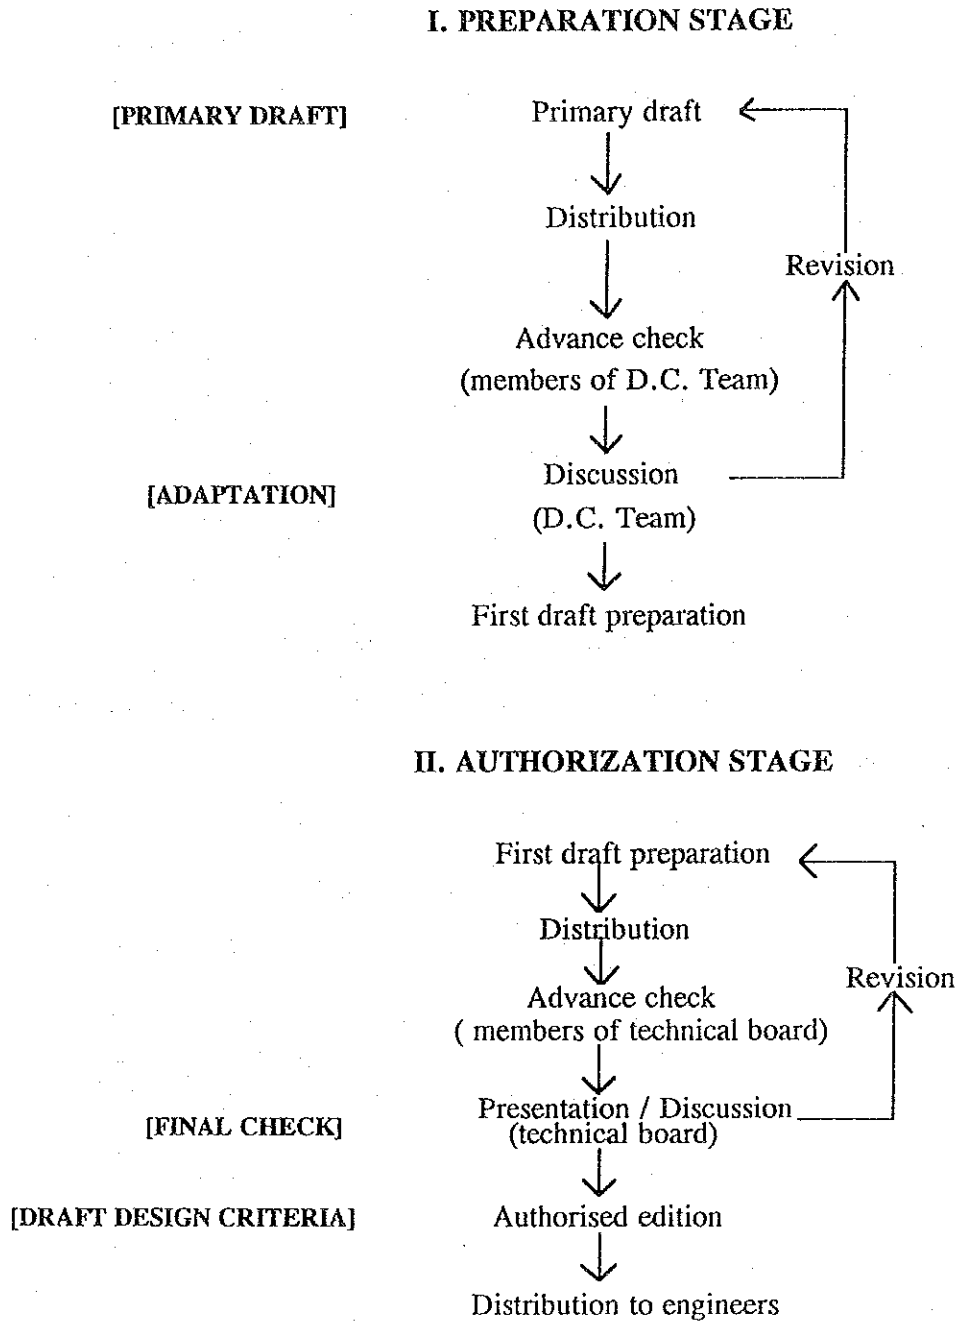 I. PREPARATION STAGE
[PRIMARY DRAFT]
Primary draft
Distribution
Revision
Advance check
(members of D.C. Team)
Discussion
[ADAPTATION]
(D.C. Team)
First draft preparation
II. AUTHORIZATION STAGE
First draft preparation
Distribution
Revision
Advance check
( members of technical board)
Presentation / Discussion
[FINAL CHECK]
(technical board)
[DRAFT DESIGN CRITERIA]
Authorised edition
Distribution to engineers